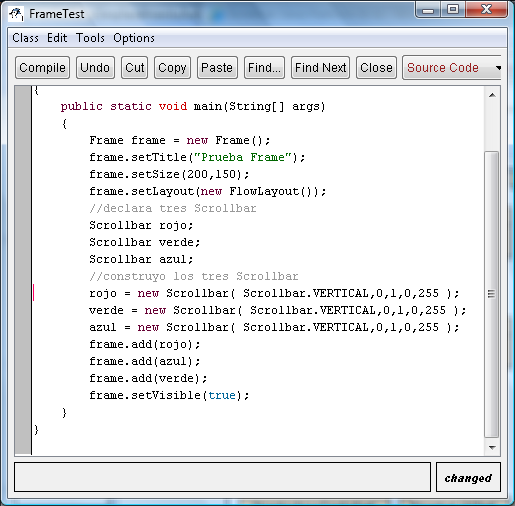 FrameTest
Class Edit Tools Options
Compile Undo Cut Copy Paste Find... Find Next Close Source Code
{
    public static void main(String[] args)
    {
        Frame frame = new Frame();
        frame.setTitle("Prueba Frame");
        frame.setSize(200,150);
        frame.setLayout(new FlowLayout());
        //declara tres Scrollbar
        Scrollbar rojo;
        Scrollbar verde;
        Scrollbar azul;
        //construyo los tres Scrollbar
        rojo = new Scrollbar( Scrollbar.VERTICAL,0,1,0,255 );
        verde = new Scrollbar( Scrollbar.VERTICAL,0,1,0,255 );
        azul = new Scrollbar( Scrollbar.VERTICAL,0,1,0,255 );
        frame.add(rojo);
        frame.add(azul);
        frame.add(verde);
        frame.setVisible(true);
    }
}
changed